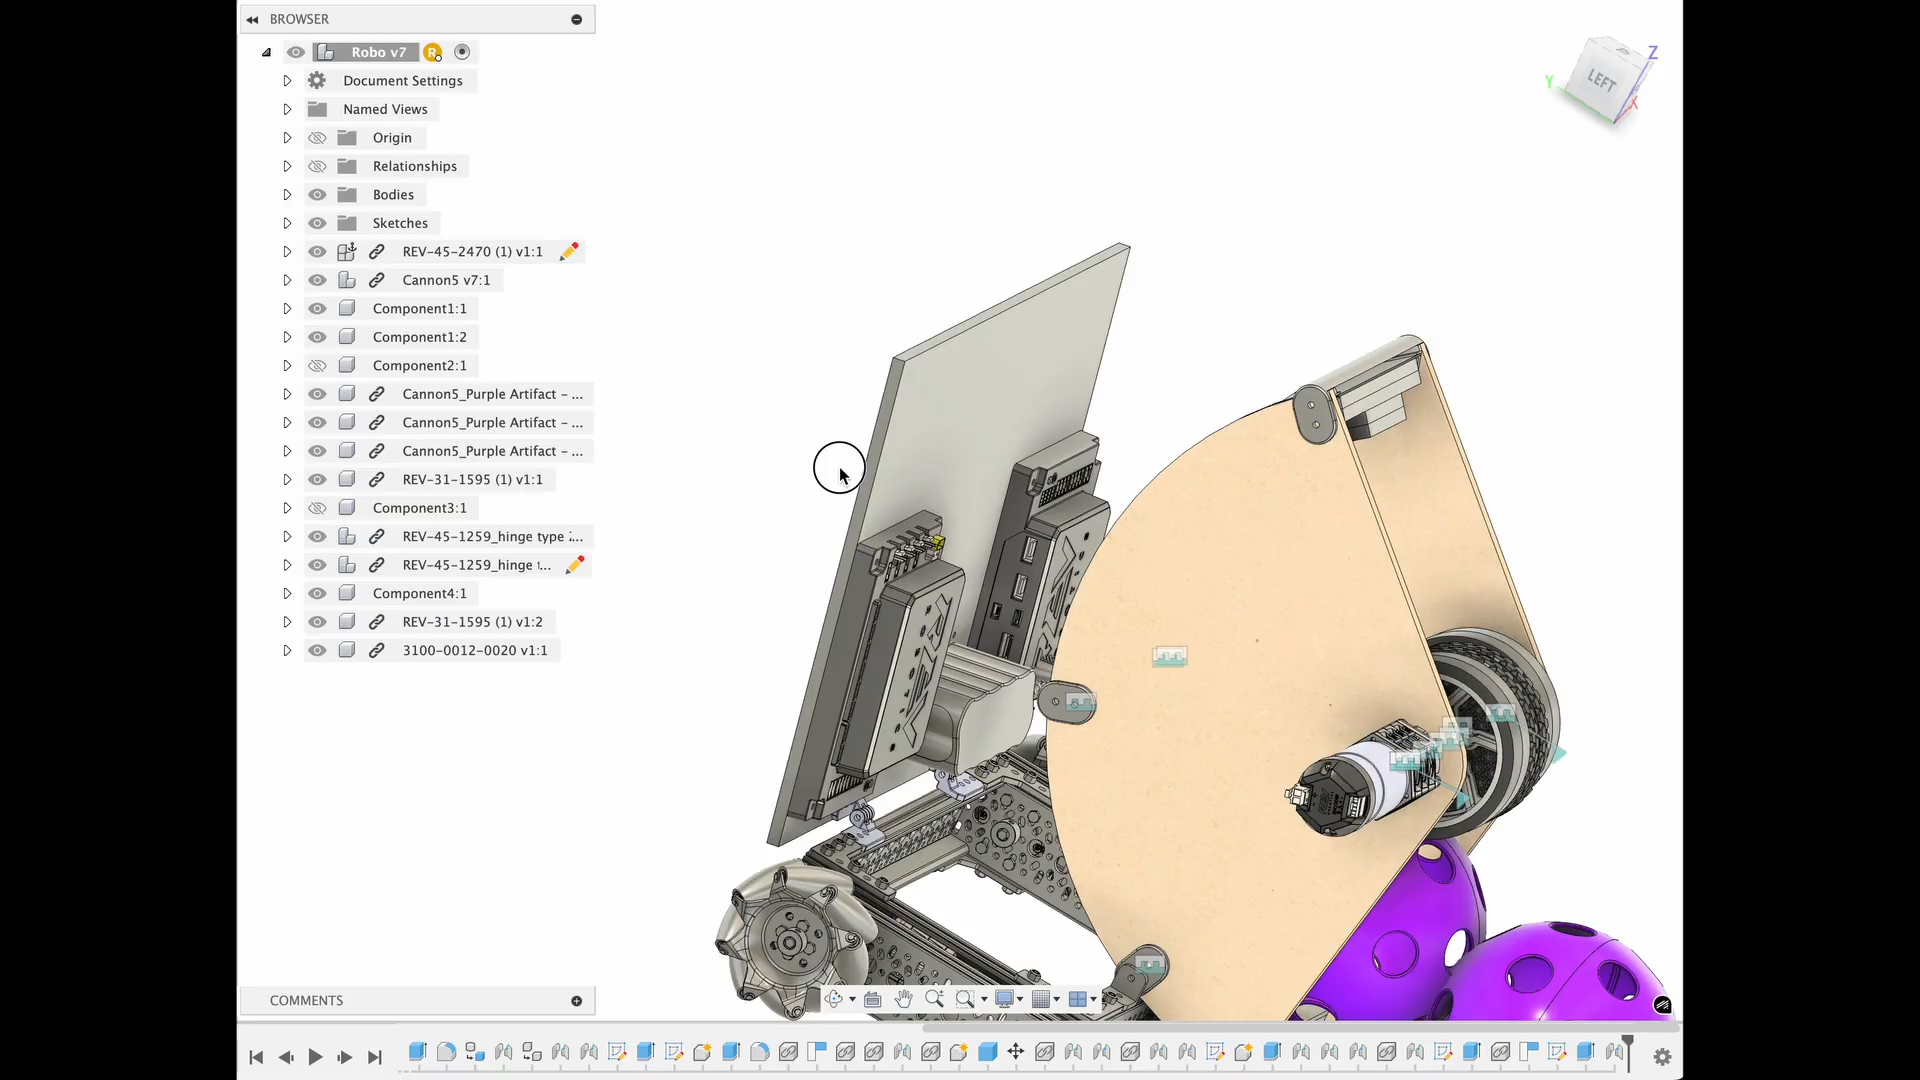 BROWSER
Robo v7
R
Document Settings
Named Views
Origin
Relationships
Bodies
Sketches
REV-45-2470 (1) v1:1
Cannon5 v7:1
Component1:1
Component1:2
Component2:1
Cannon5_Purple Artifact - ...
Cannon5_Purple Artifact - ...
Cannon5_Purple Artifact - ...
REV-31-1595 (1) v1:1
Component3:1
REV-45-1259_hinge type 2...
REV-45-1259_hinge t...
Component4:1
REV-31-1595 (1) v1:2
3100-0012-0020 v1:1
COMMENTS
Z
Y
LEFT
X